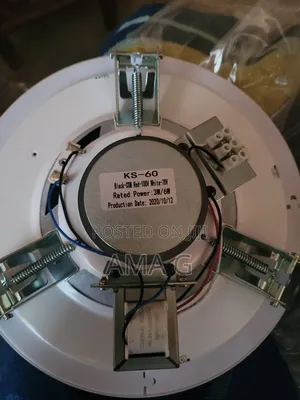 KS-60
Black-COM Red-100V White-70V
Rated Power:3W/6W
Production Date: 2020/10/12
POSTED ON JIJI
AMA G